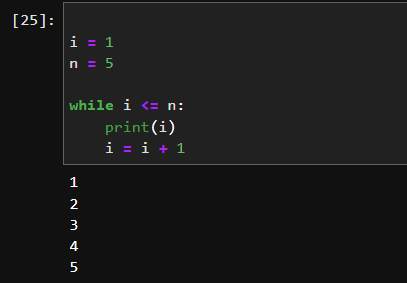 [25]:
i = 1
n = 5
while i <= n:
    print(i)
    i = i + 1
1
2
3
4
5